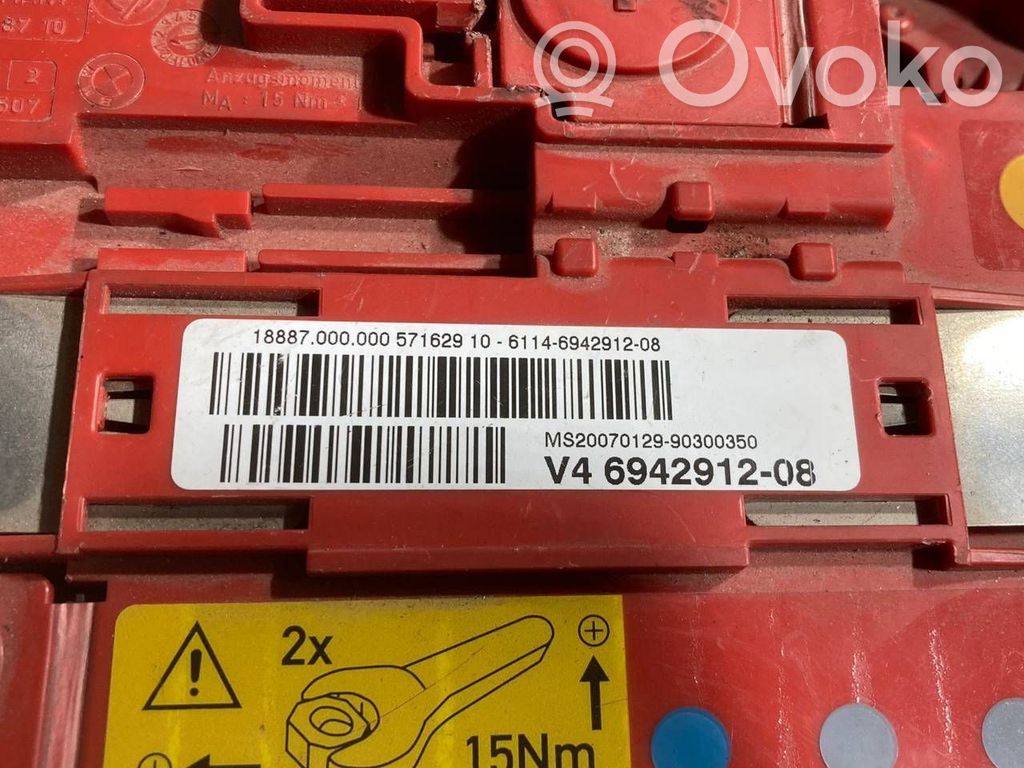 87 10
2
507
Anzugsmoment
MA : 15 Nm
Ovoko
18887.000.000 571629 10 - 6114-6942912-08
MS20070129-90300350
V4 6942912-08
2x
15Nm